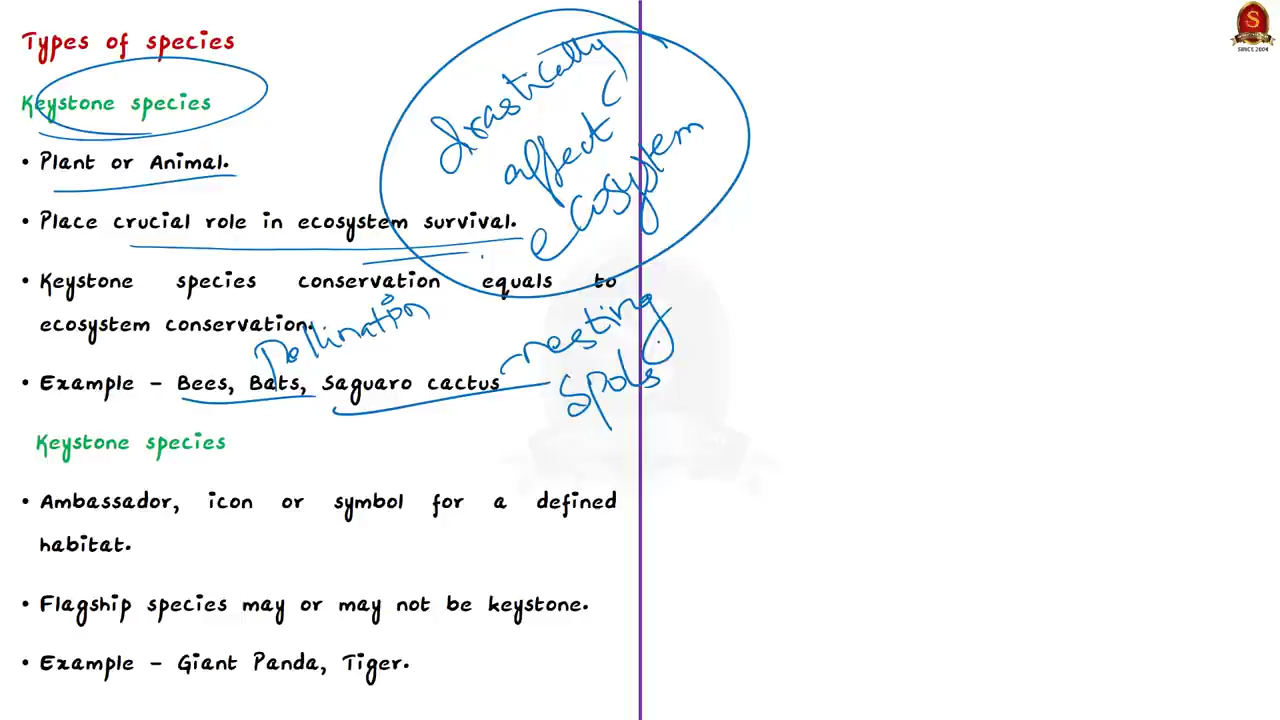 Types of species
Keystone species
• Plant or Animal.
• Place crucial role in ecosystem survival.
• Keystone species conservation equals to
ecosystem conservation.
• Example – Bees, Bats, Saguaro cactus
Keystone species
• Ambassador, icon or symbol for a defined
habitat.
• Flagship species may or may not be keystone.
• Example – Giant Panda, Tiger.
drastically
affect
ecosystem
Pollination
nesting
spots
S
SINCE 2004